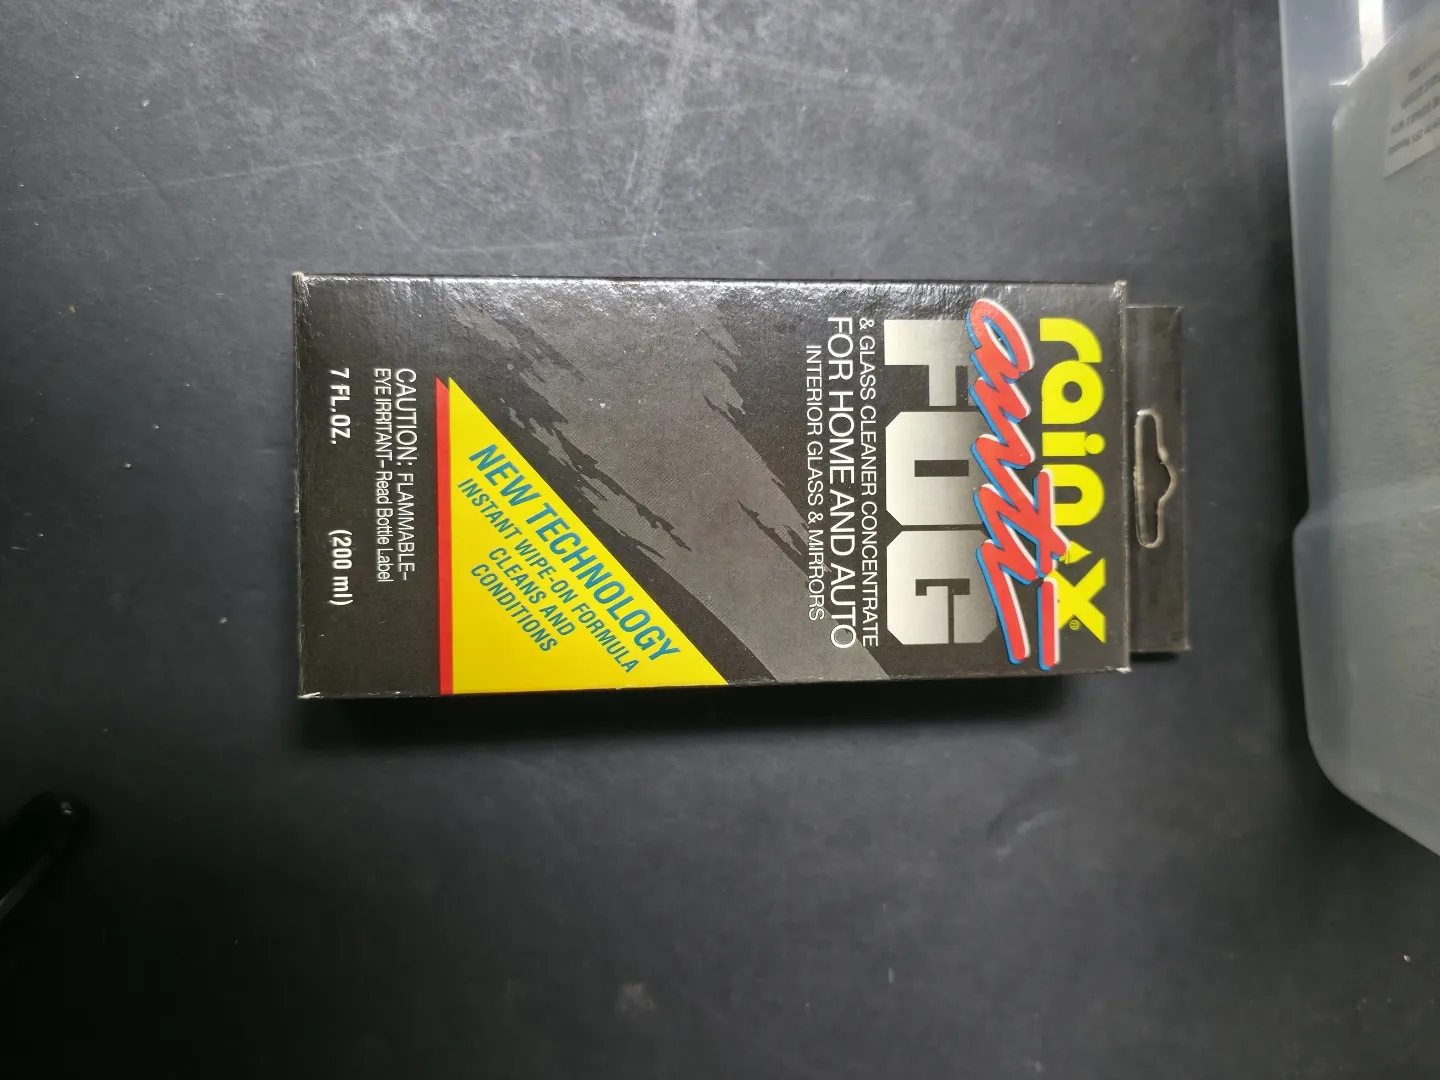 rain-x®
anti-
FOG
& GLASS CLEANER CONCENTRATE
FOR HOME AND AUTO
INTERIOR GLASS & MIRRORS
NEW TECHNOLOGY
INSTANT WIPE-ON FORMULA
CLEANS AND
CONDITIONS
CAUTION: FLAMMABLE–
EYE IRRITANT– Read Bottle Label
7 FL.OZ. (200 ml)